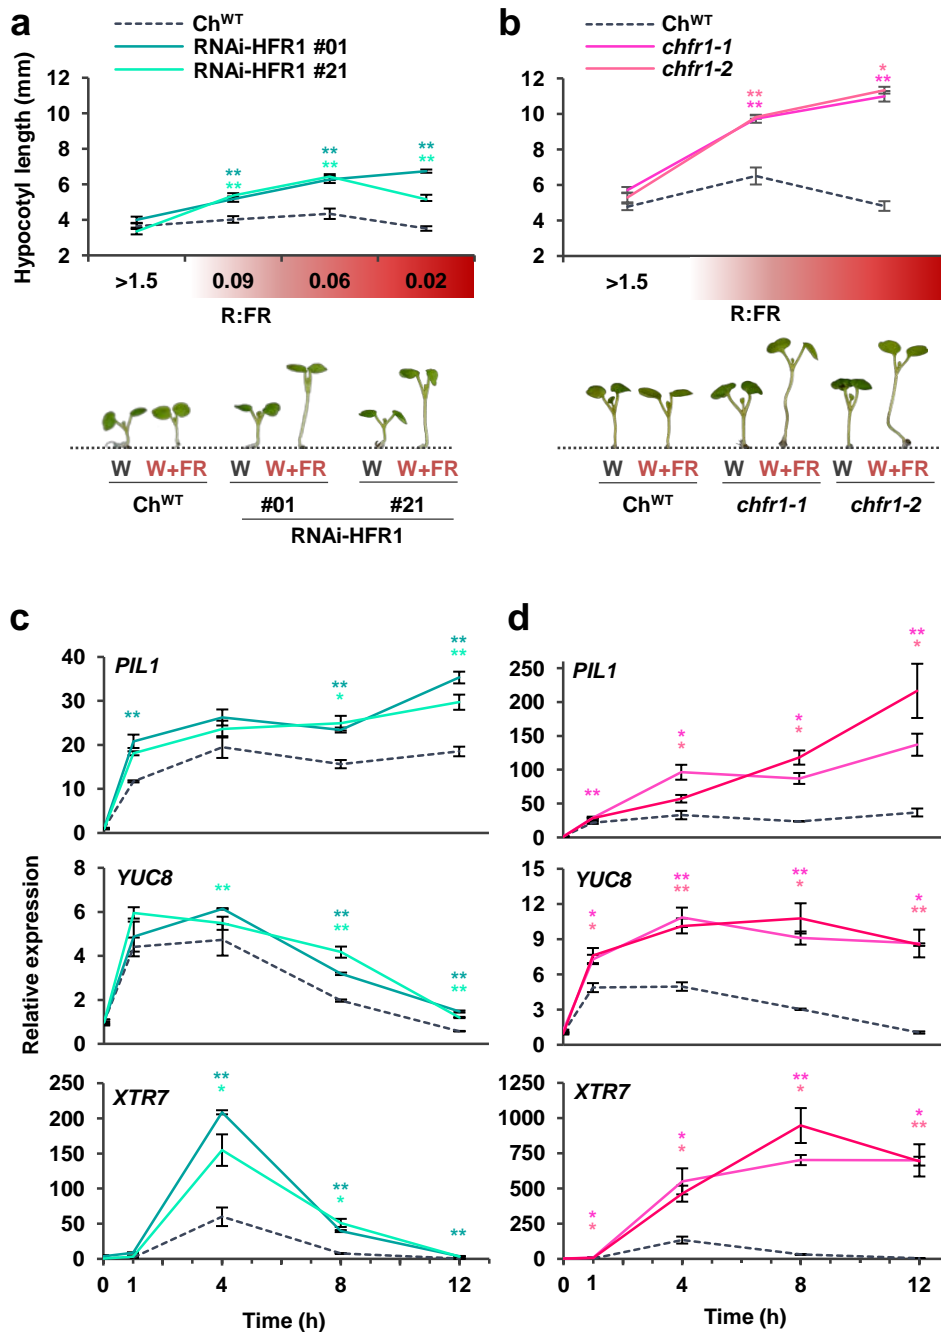 a
Ch^WT
RNAi-HFR1 #01
RNAi-HFR1 #21
Hypocotyl length (mm)
12
10
8
6
4
2
** ** ** ** ** **
>1.5 0.09 0.06 0.02
R:FR
W W+FR W W+FR W W+FR
Ch^WT #01 #21
RNAi-HFR1
b
Ch^WT
chfr1-1
chfr1-2
12
10
8
6
4
2
** ** * **
>1.5
R:FR
W W+FR W W+FR W W+FR
Ch^WT chfr1-1 chfr1-2
c
Relative expression
PIL1
40
30
20
10
0
** ** * ** **
YUC8
8
6
4
2
0
** ** ** ** **
XTR7
250
200
150
100
50
0
** * ** * **
0 1 4 8 12
Time (h)
d
PIL1
250
200
150
100
50
0
** * * * * ** *
YUC8
15
12
9
6
3
0
* * ** ** ** * * **
XTR7
1250
1000
750
500
250
0
* * * * ** * * **
0 1 4 8 12
Time (h)